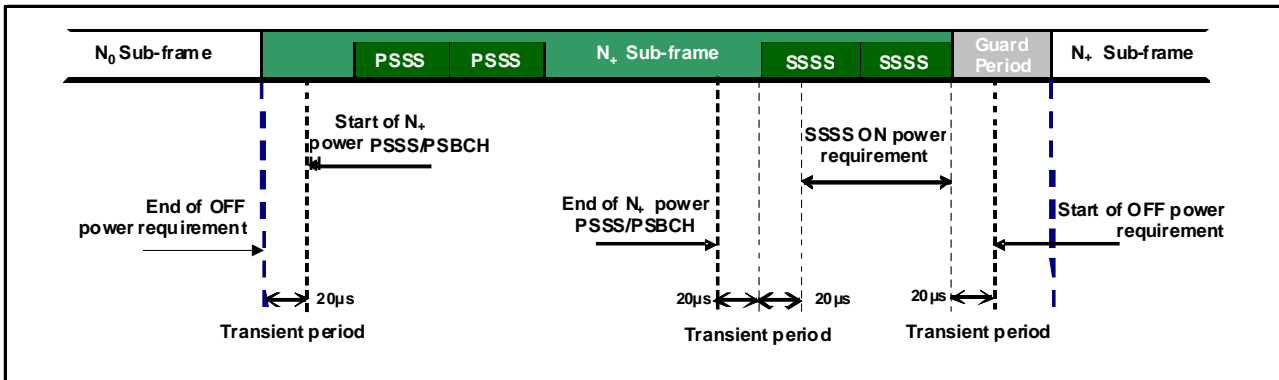 N0 Sub-frame
PSSS
PSSS
N+ Sub-frame
SSSS
SSSS
Guard
Period
N+ Sub-frame
Start of N+
power PSSS/PSBCH
SSSS ON power
requirement
End of OFF
power requirement
End of N+ power
PSSS/PSBCH
Start of OFF power
requirement
20µs
20µs
20µs
20µs
Transient period
Transient period
Transient period